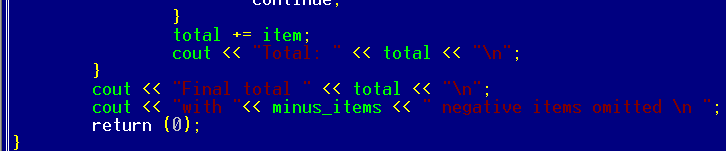 continue;
}
total += item;
cout << "Total: " << total << "\n";
}
cout << "Final total " << total << "\n";
cout << "with "<< minus_items << " negative items omitted \n ";
return (0);
}